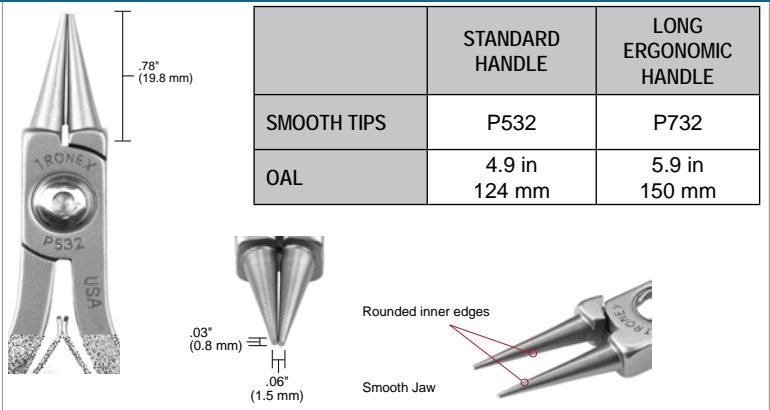 .78"
(19.8 mm)
STANDARD
HANDLE
LONG
ERGONOMIC
HANDLE
SMOOTH TIPS
P532
P732
OAL
4.9 in
124 mm
5.9 in
150 mm
TRONEX
P532
USA
.03"
(0.8 mm)
.06"
(1.5 mm)
Rounded inner edges
Smooth Jaw
TRONEX